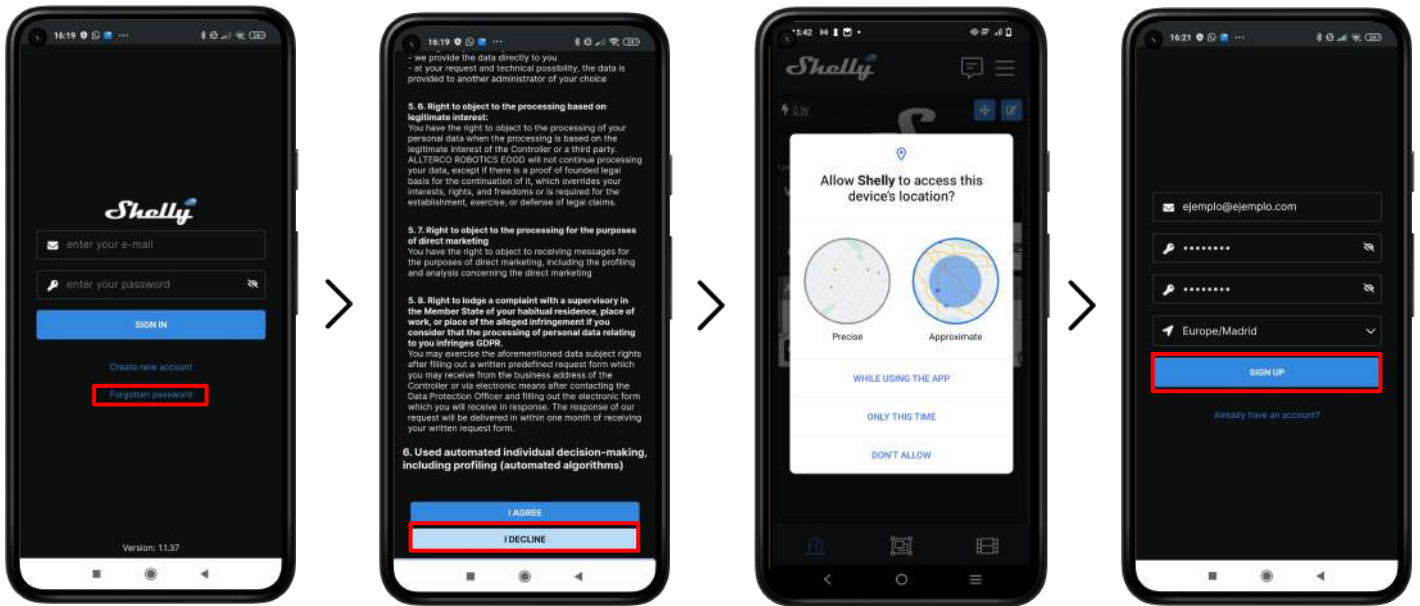 16:19
Shelly
enter your e-mail
enter your password
SIGN IN
Create new account
Forgotten password
Version: 1.1.37
16:19
- we provide the data directly to you
- at your request and technical possibility, the data is
provided to another administrator of your choice
5. 6. Right to object to the processing based on
legitimate interest:
You have the right to object to the processing of your
personal data when the processing is based on the
legitimate interest of the Controller or a third party.
ALLTERCO ROBOTICS EOOD will not continue processing
your data, except if there is a proof of founded legal
basis for the continuation of it, which overrides your
interests, rights, and freedoms or is required for the
establishment, exercise, or defense of legal claims.
5. 7. Right to object to the processing for the purposes
of direct marketing
You have the right to object to receiving messages for
the purposes of direct marketing, including the profiling
and analysis concerning the direct marketing
5. 8. Right to lodge a complaint with a supervisory in
the Member State of your habitual residence, place of
work, or place of the alleged infringement if you
consider that the processing of personal data relating
to you infringes GDPR.
You may exercise the aforementioned data subject rights
after filling out a written predefined request form which
you may receive from the business address of the
Controller or via electronic means after contacting the
Data Protection Officer and filling out the electronic form
which you will receive in response. The response of our
request will be delivered in within one month of receiving
your written request form.
6. Used automated individual decision-making,
including profiling (automated algorithms)
I AGREE
I DECLINE
5:42
Shelly
0 W
Allow Shelly to access this
device's location?
Precise
Approximate
WHILE USING THE APP
ONLY THIS TIME
DON'T ALLOW
16:21
ejemplo@ejemplo.com
Europe/Madrid
SIGN UP
Already have an account?